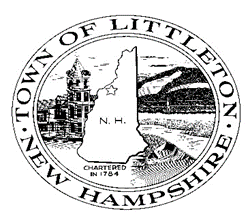 · TOWN OF LITTLETON ·
NEW HAMPSHIRE
N. H.
CHARTERED
IN 1784